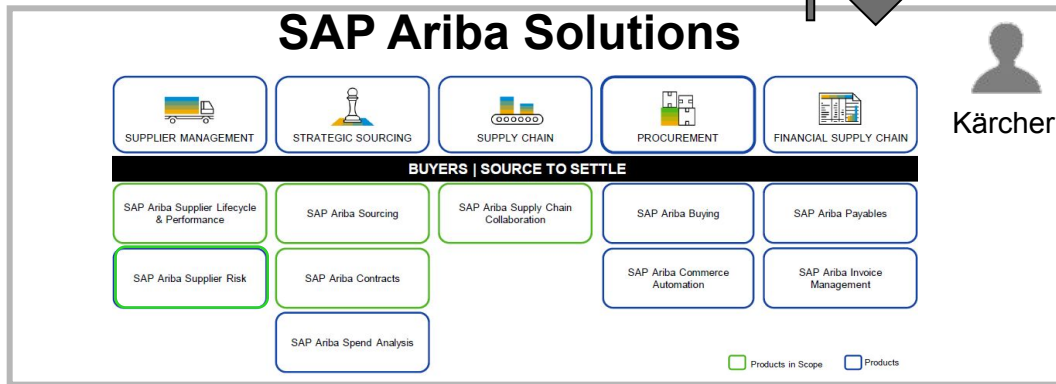 SAP Ariba Solutions
Kärcher
SUPPLIER MANAGEMENT
STRATEGIC SOURCING
SUPPLY CHAIN
PROCUREMENT
FINANCIAL SUPPLY CHAIN
BUYERS | SOURCE TO SETTLE
SAP Ariba Supplier Lifecycle
& Performance
SAP Ariba Sourcing
SAP Ariba Supply Chain
Collaboration
SAP Ariba Buying
SAP Ariba Payables
SAP Ariba Supplier Risk
SAP Ariba Contracts
SAP Ariba Commerce
Automation
SAP Ariba Invoice
Management
SAP Ariba Spend Analysis
Products in Scope
Products